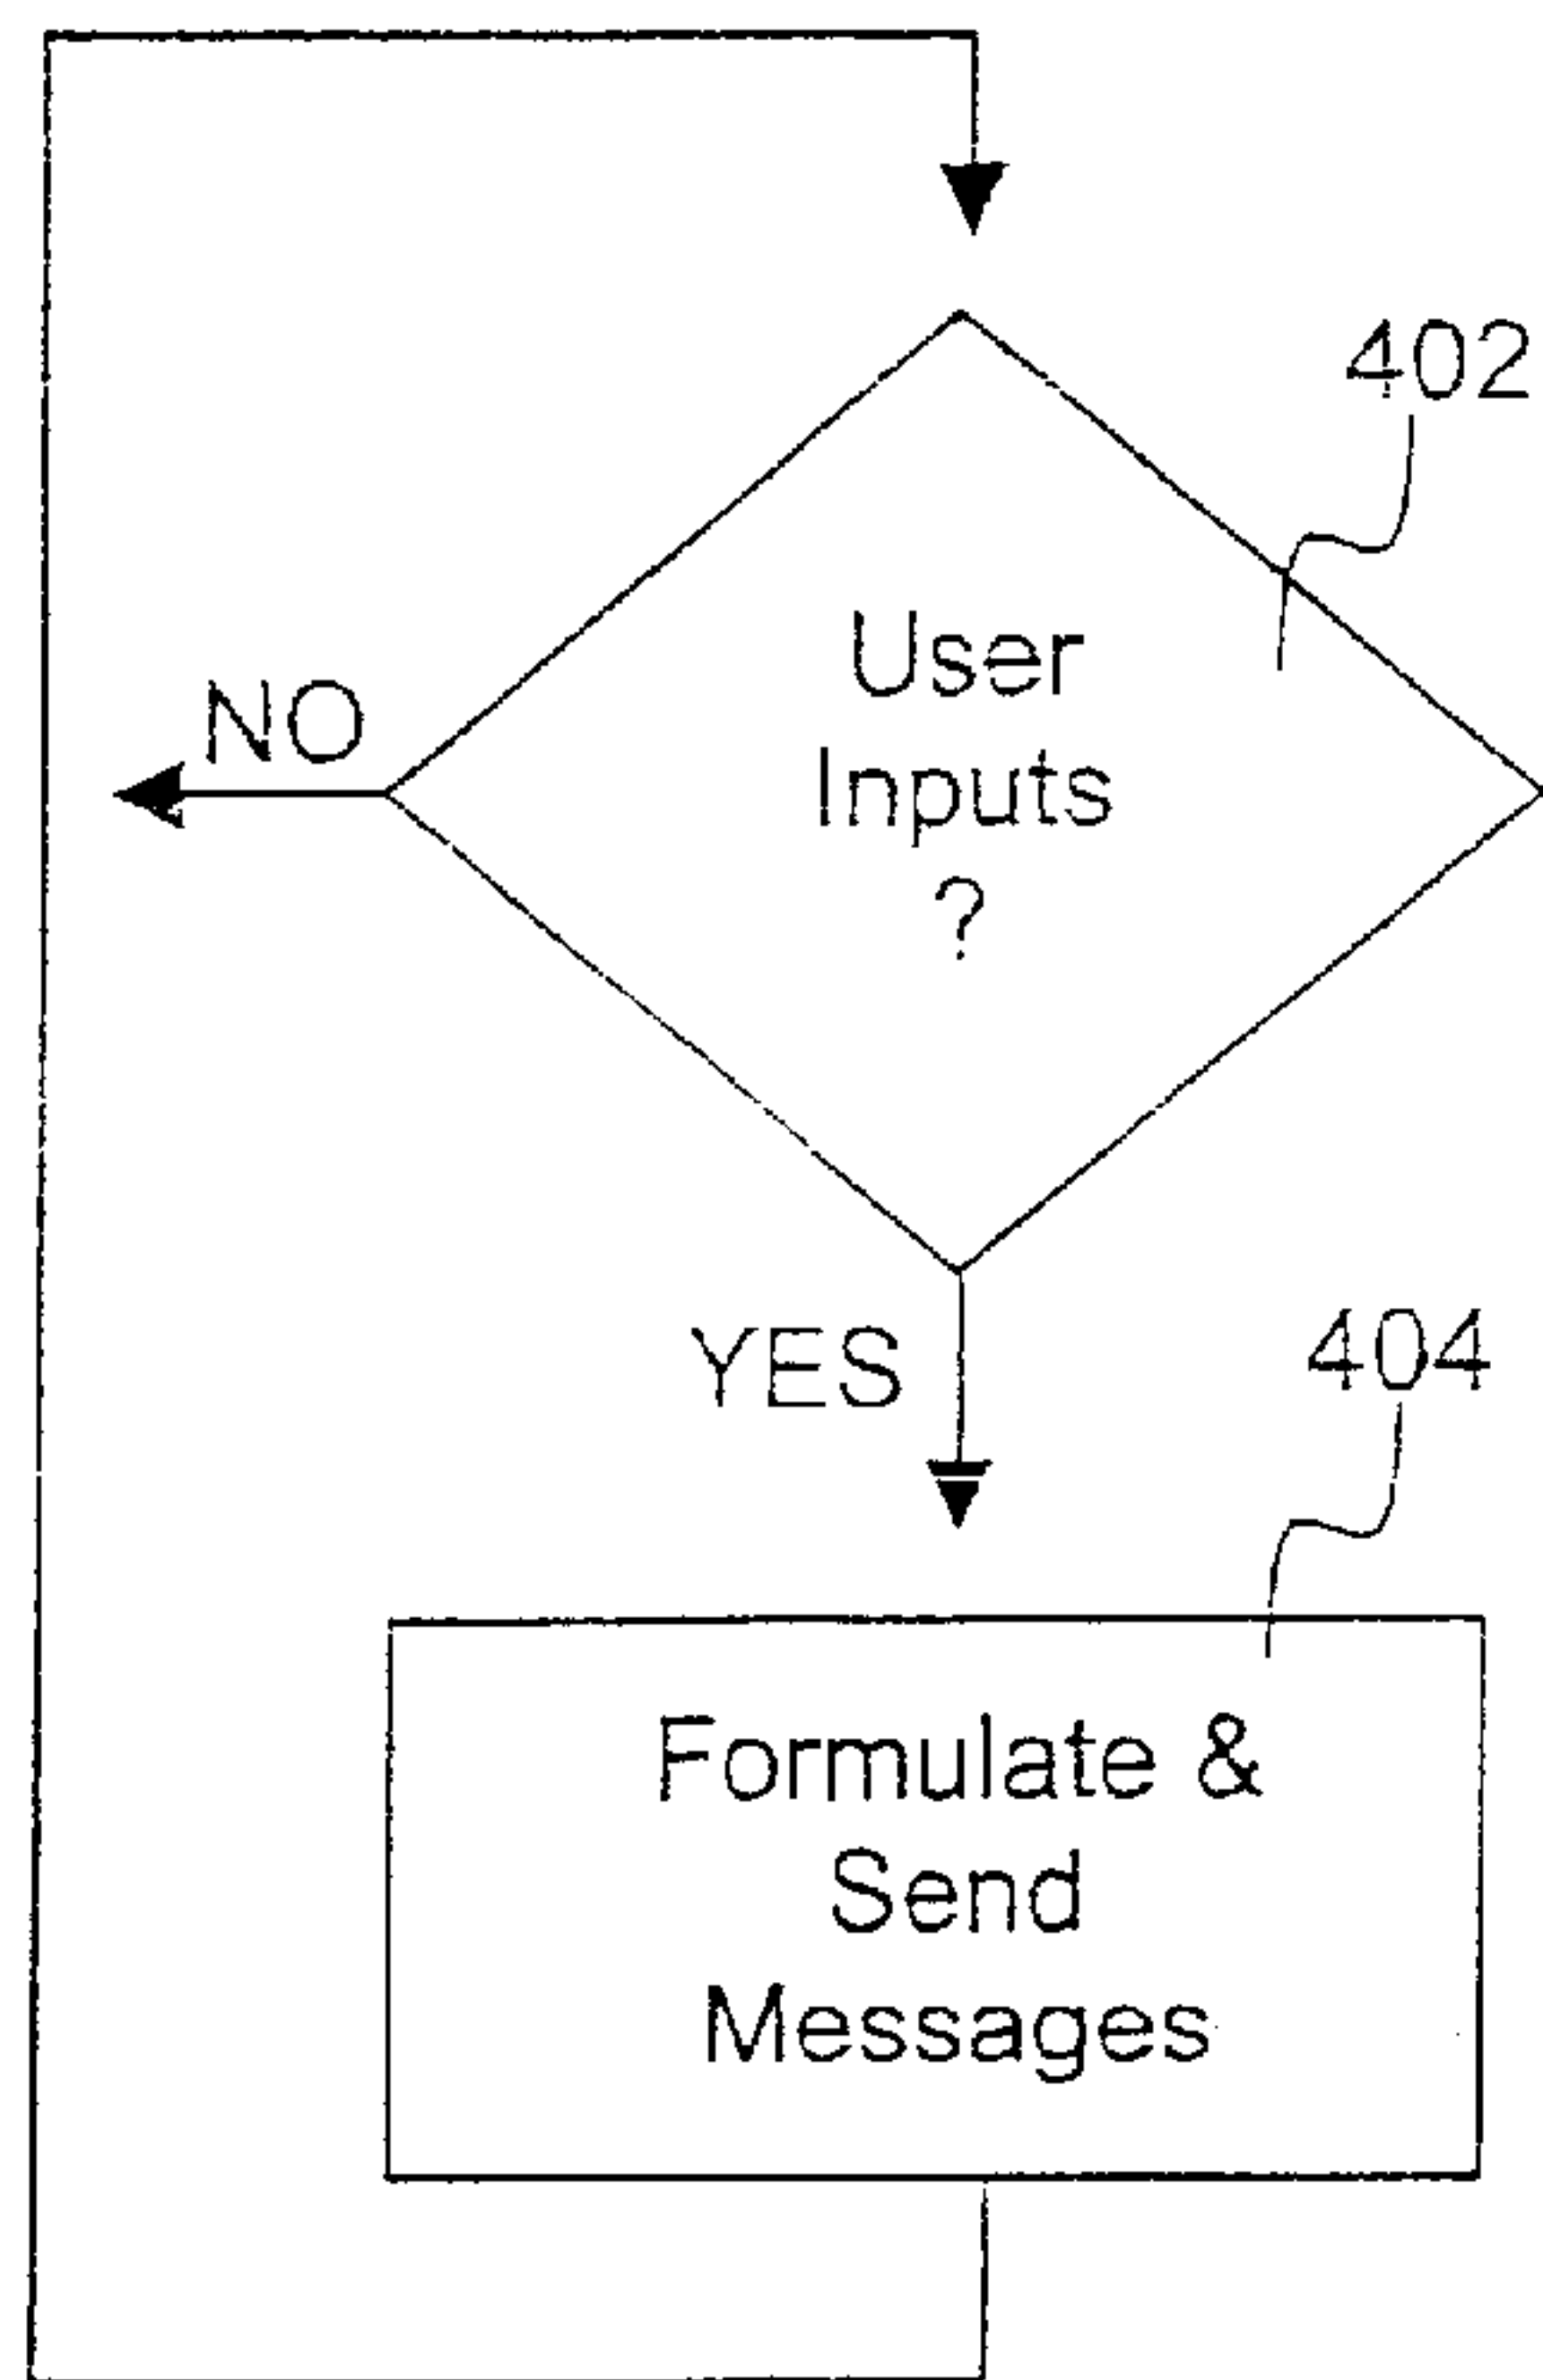 402
User
Inputs
?
NO
YES
404
Formulate &
Send
Messages